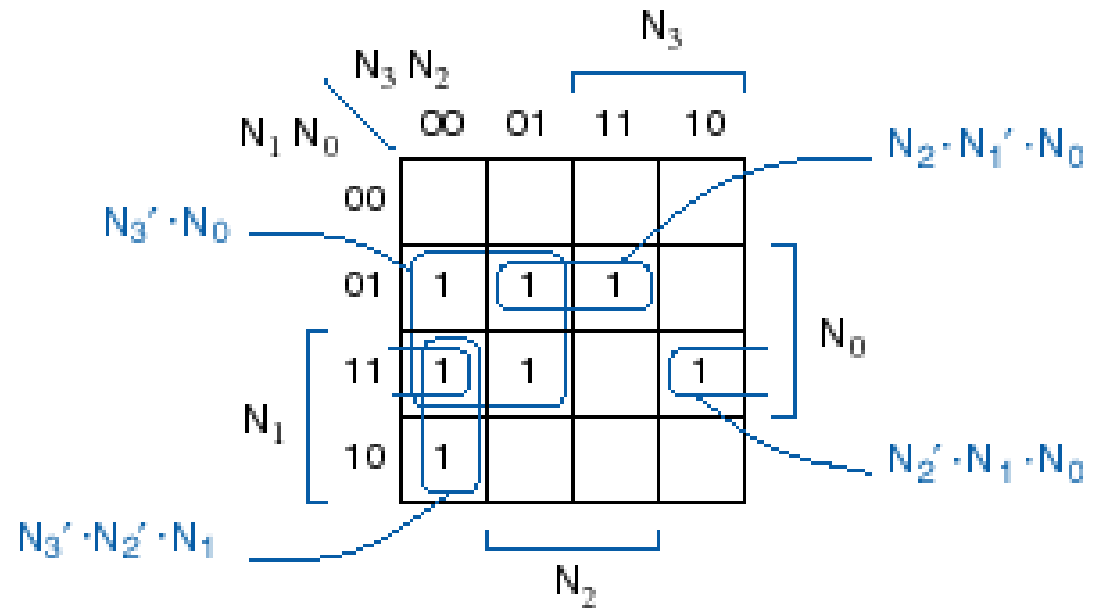 N₃
N₃ N₂
N₁ N₀
00 01 11 10
N₂ · N₁′ · N₀
00
N₃′ · N₀
01 1 1 1
N₀
11 1 1 1
N₁
10 1
N₂′ · N₁ · N₀
N₃′ · N₂′ · N₁
N₂